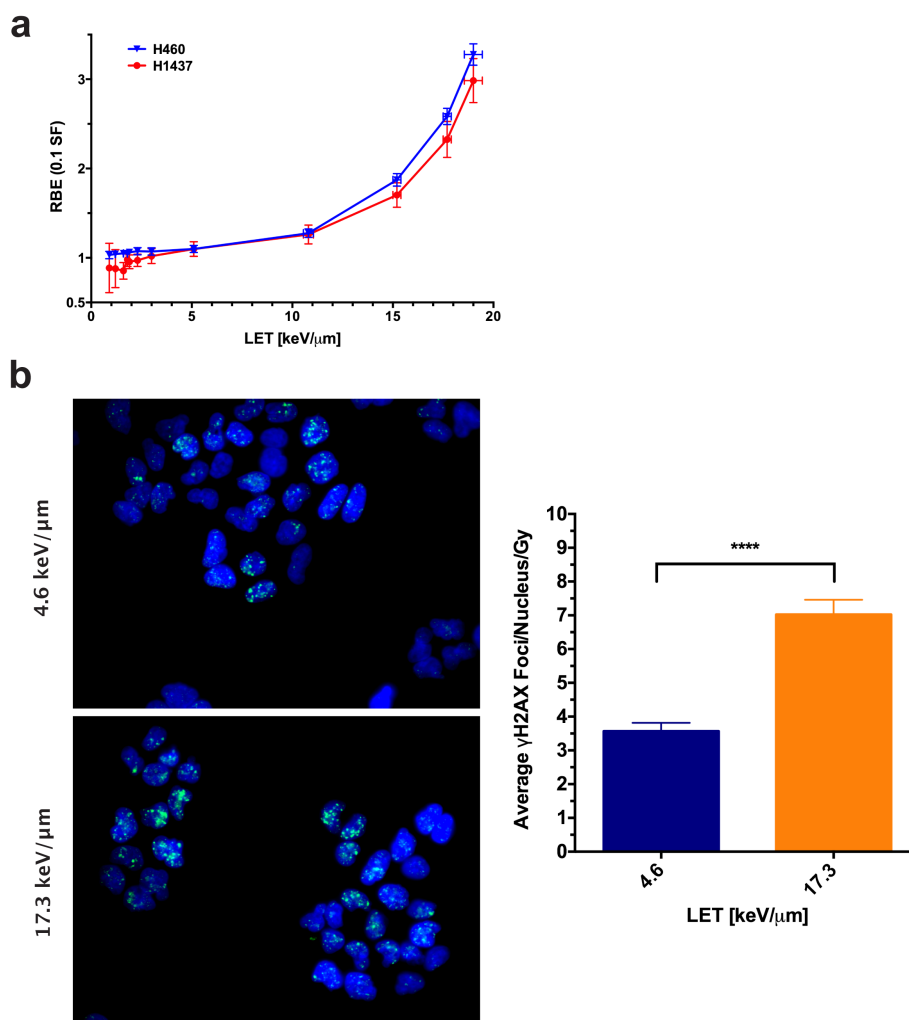 a
H460
H1437
RBE (0.1 SF)
3
2
1
0.5
0
5
10
15
20
LET [keV/μm]
b
4.6 keV/μm
17.3 keV/μm
Average γH2AX Foci/Nucleus/Gy
10
9
8
7
6
5
4
3
2
1
0
****
4.6
17.3
LET [keV/μm]